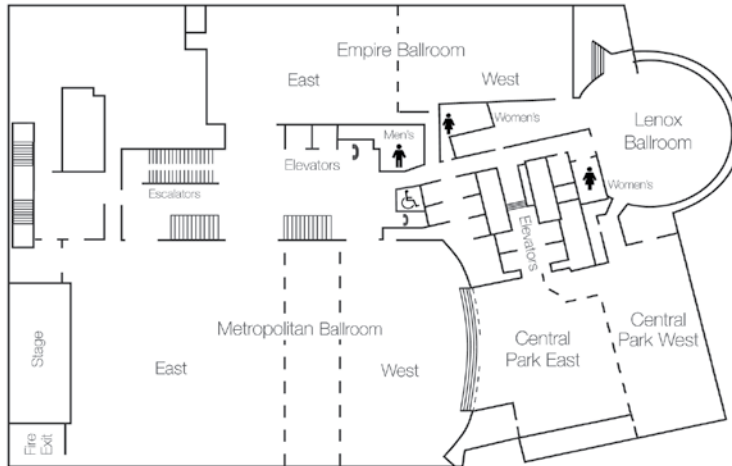 Empire Ballroom
East
West
Lenox
Ballroom
Women's
Men's
Elevators
Escalators
Women's
Elevators
Metropolitan Ballroom
East
West
Central
Park East
Central
Park West
Stage
Fire
Exit